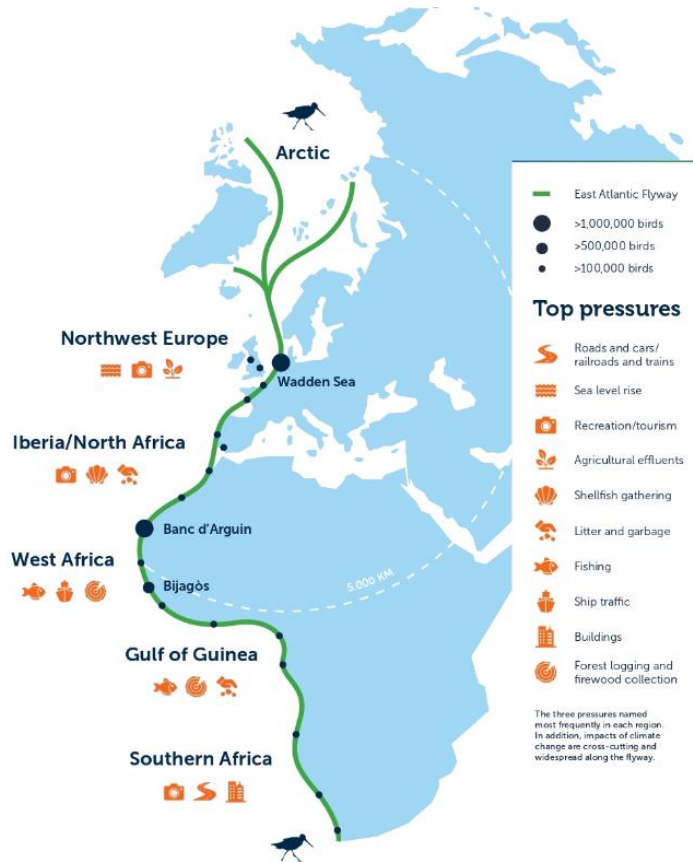 Arctic
Northwest Europe
Wadden Sea
Iberia/North Africa
Banc d'Arguin
West Africa
Bijagòs
5.000 KM
Gulf of Guinea
Southern Africa
East Atlantic Flyway
>1,000,000 birds
>500,000 birds
>100,000 birds
Top pressures
Roads and cars/
railroads and trains
Sea level rise
Recreation/tourism
Agricultural effluents
Shellfish gathering
Litter and garbage
Fishing
Ship traffic
Buildings
Forest logging and
firewood collection
The three pressures named
most frequently in each region.
In addition, impacts of climate
change are cross-cutting and
widespread along the flyway.